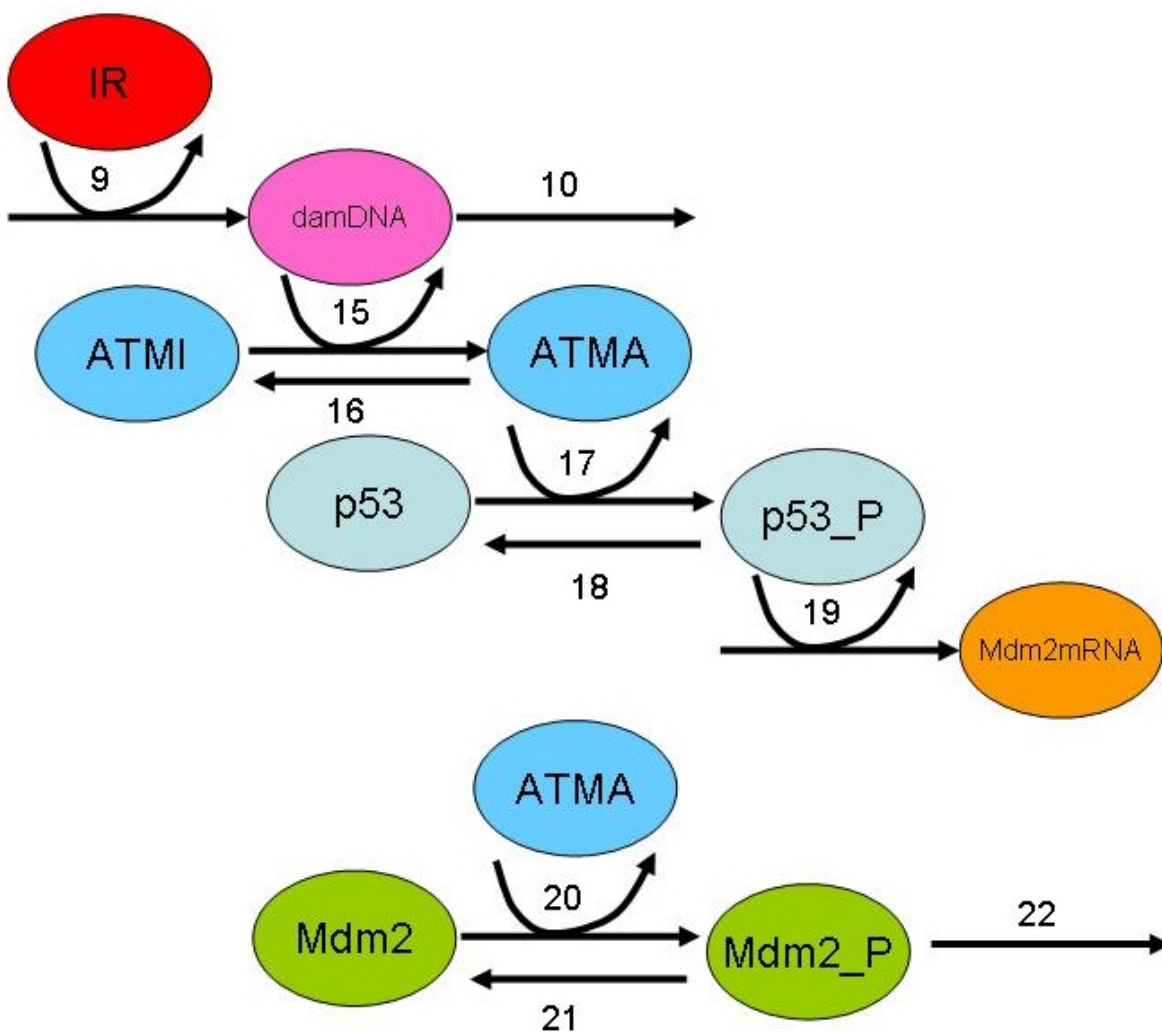 IR
9
damDNA
10
15
ATMI
ATMA
16
17
p53
p53_P
18
19
Mdm2mRNA
ATMA
20
Mdm2
Mdm2_P
22
21